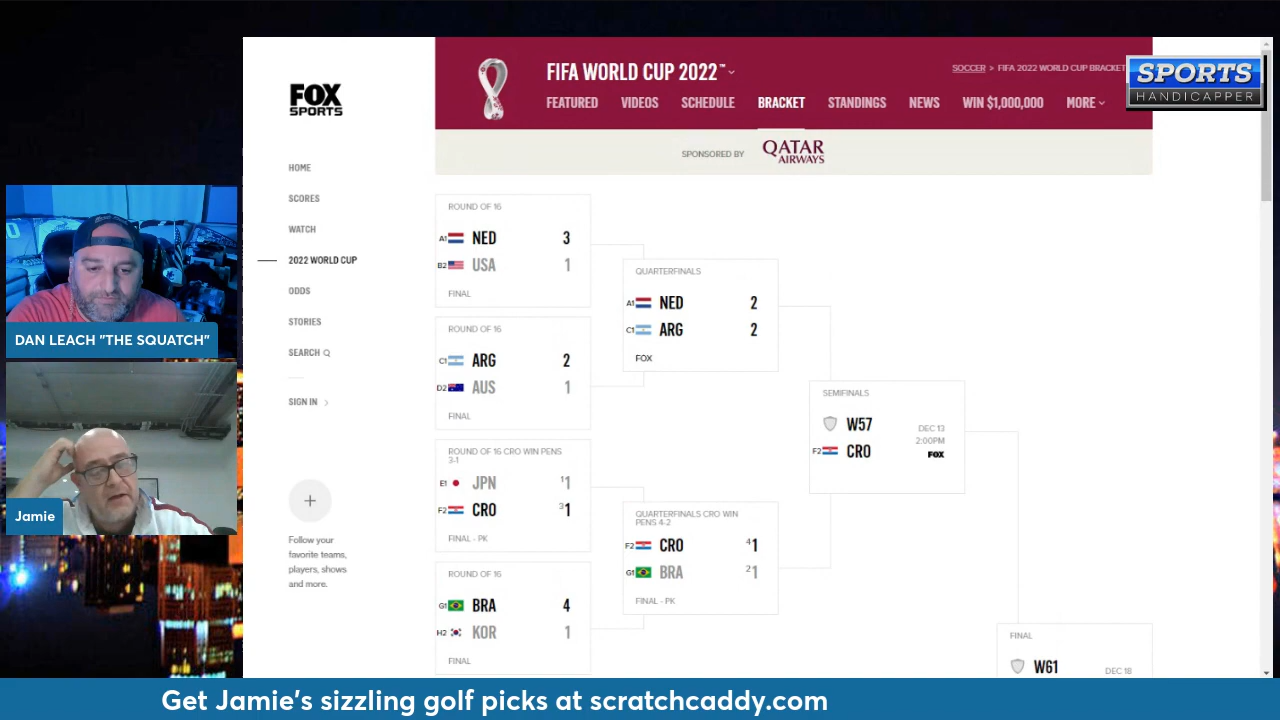 FOX
SPORTS
HOME
SCORES
WATCH
2022 WORLD CUP
ODDS
STORIES
SEARCH
SIGN IN
Follow your
favorite teams,
players, shows
and more.
FIFA WORLD CUP 2022™
SOCCER > FIFA 2022 WORLD CUP BRACKET
FEATURED VIDEOS SCHEDULE BRACKET STANDINGS NEWS WIN $1,000,000 MORE
SPORTS
HANDICAPPER
SPONSORED BY QATAR
AIRWAYS
ROUND OF 16
A1 NED 3
B2 USA 1
FINAL
ROUND OF 16
C1 ARG 2
D2 AUS 1
FINAL
ROUND OF 16 CRO WIN PENS
3-1
E1 JPN 1 1
F2 CRO 3 1
FINAL - PK
ROUND OF 16
G1 BRA 4
H2 KOR 1
FINAL
QUARTERFINALS
A1 NED 2
C1 ARG 2
FOX
QUARTERFINALS CRO WIN
PENS 4-2
F2 CRO 4 1
G1 BRA 2 1
FINAL - PK
SEMIFINALS
W57 DEC 13
2:00PM
F2 CRO FOX
FINAL
W61 DEC 18
DAN LEACH "THE SQUATCH"
Jamie
Get Jamie's sizzling golf picks at scratchcaddy.com